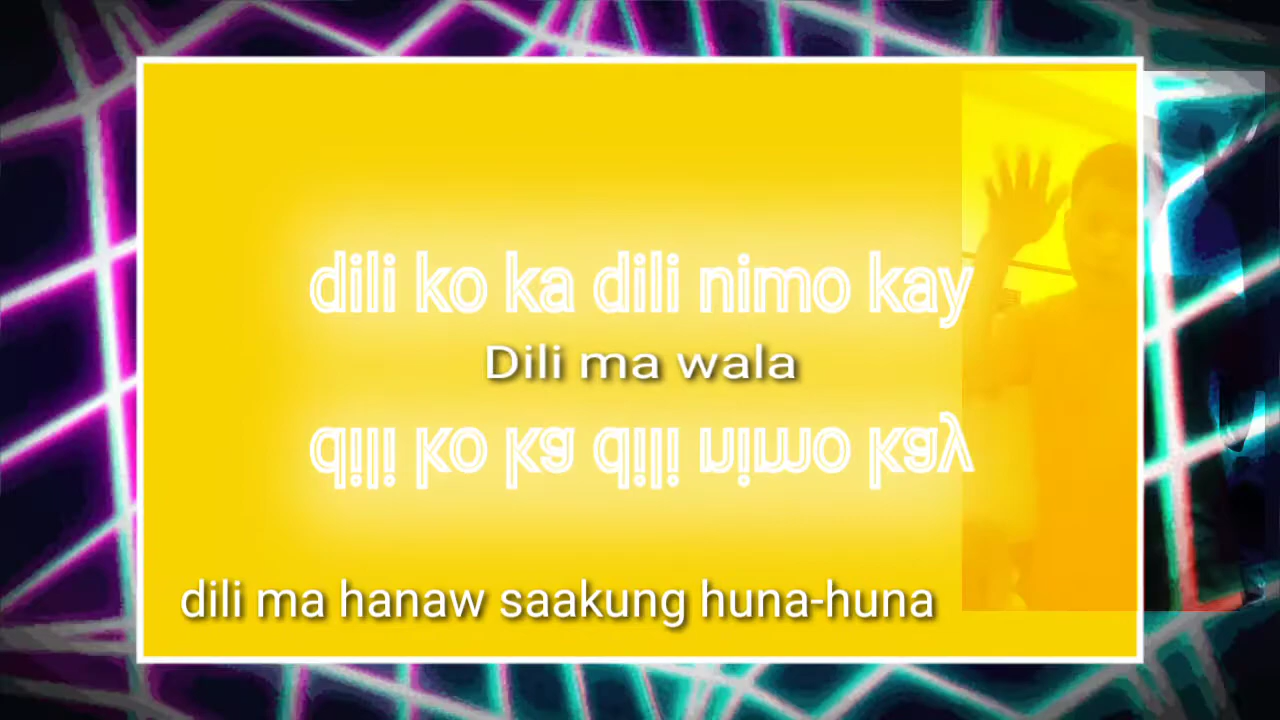 dili ko ka dili nimo kay
Dili ma wala
dili ko ka dili nimo kay
dili ma hanaw saakung huna-huna